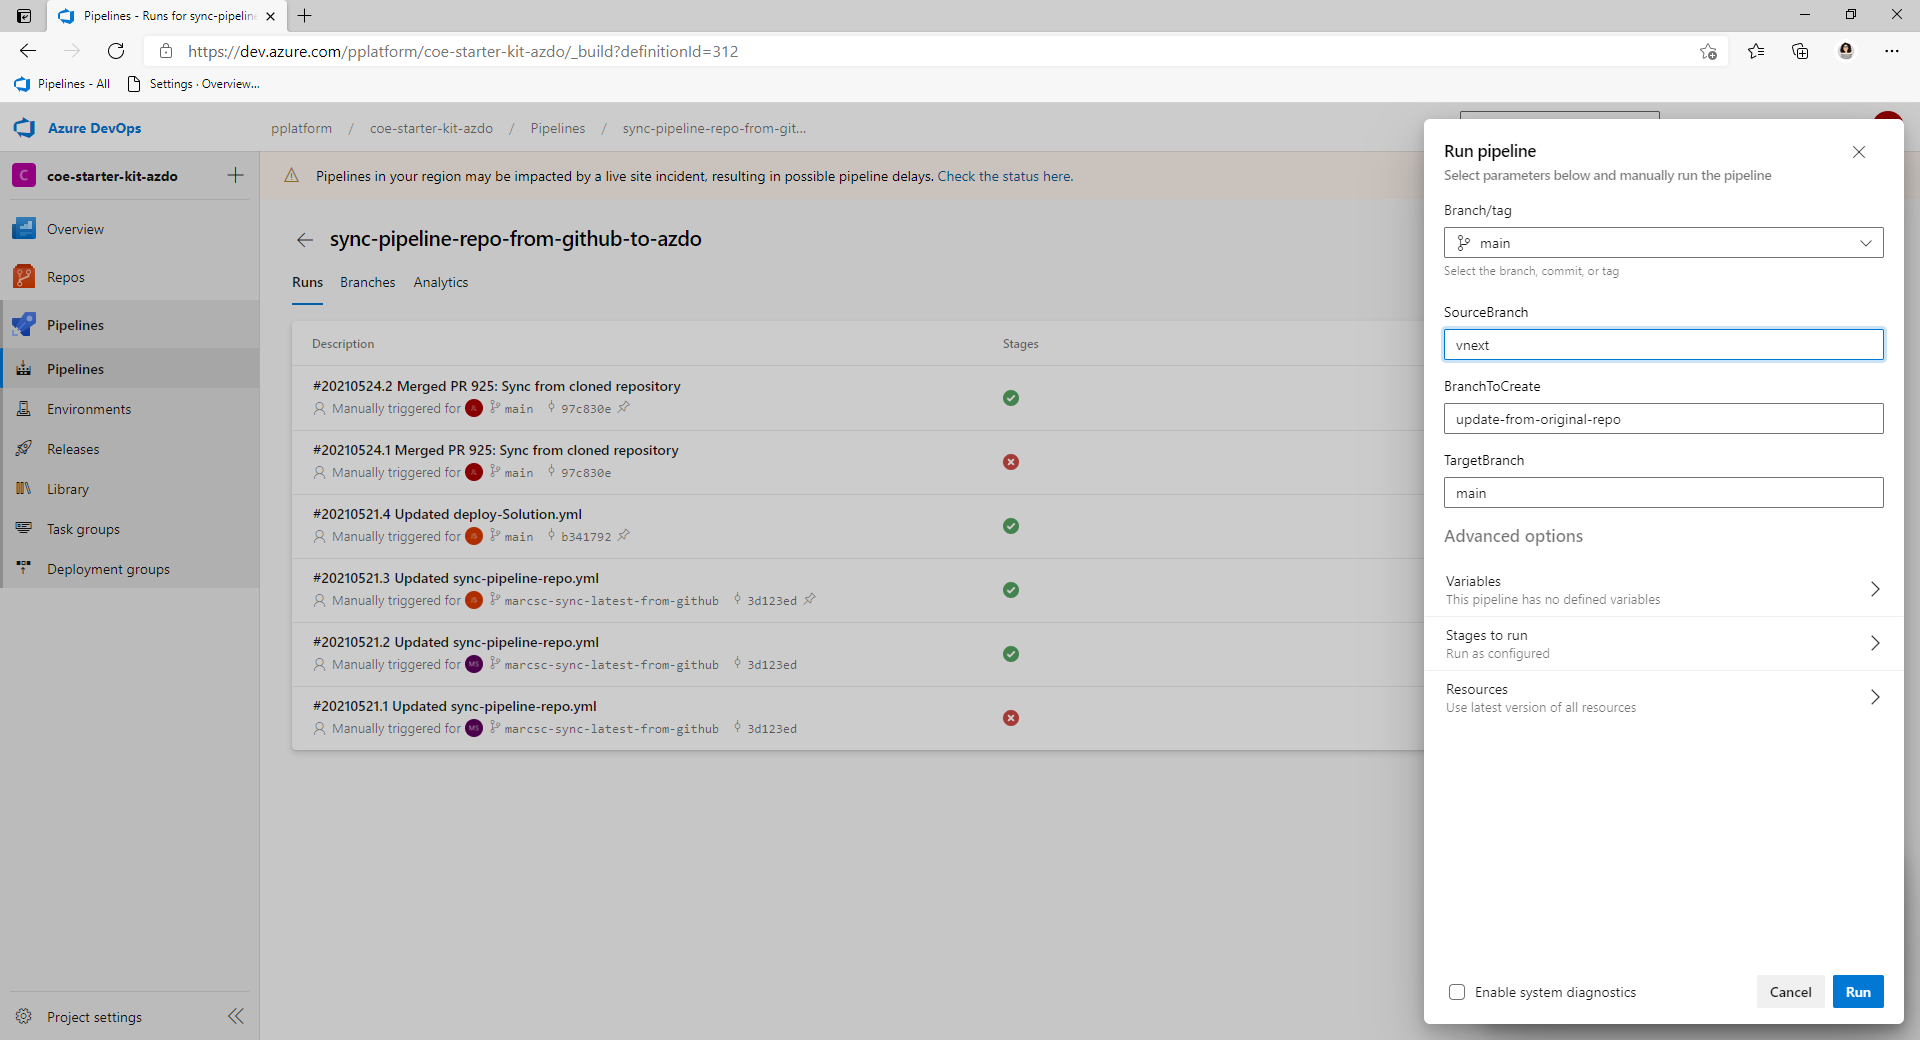 Pipelines - Runs for sync-pipeline
https://dev.azure.com/pplatform/coe-starter-kit-azdo/_build?definitionId=312
Pipelines - All
Settings · Overview...
Azure DevOps
pplatform / coe-starter-kit-azdo / Pipelines / sync-pipeline-repo-from-git...
C coe-starter-kit-azdo
Overview
Repos
Pipelines
Pipelines
Environments
Releases
Library
Task groups
Deployment groups
Project settings
Pipelines in your region may be impacted by a live site incident, resulting in possible pipeline delays. Check the status here.
sync-pipeline-repo-from-github-to-azdo
Runs Branches Analytics
Description Stages
#20210524.2 Merged PR 925: Sync from cloned repository
Manually triggered for main 97c830e
#20210524.1 Merged PR 925: Sync from cloned repository
Manually triggered for main 97c830e
#20210521.4 Updated deploy-Solution.yml
Manually triggered for JS main b341792
#20210521.3 Updated sync-pipeline-repo.yml
Manually triggered for JS marcsc-sync-latest-from-github 3d123ed
#20210521.2 Updated sync-pipeline-repo.yml
Manually triggered for MS marcsc-sync-latest-from-github 3d123ed
#20210521.1 Updated sync-pipeline-repo.yml
Manually triggered for MS marcsc-sync-latest-from-github 3d123ed
Run pipeline
Select parameters below and manually run the pipeline
Branch/tag
main
Select the branch, commit, or tag
SourceBranch
vnext
BranchToCreate
update-from-original-repo
TargetBranch
main
Advanced options
Variables
This pipeline has no defined variables
Stages to run
Run as configured
Resources
Use latest version of all resources
Enable system diagnostics
Cancel
Run